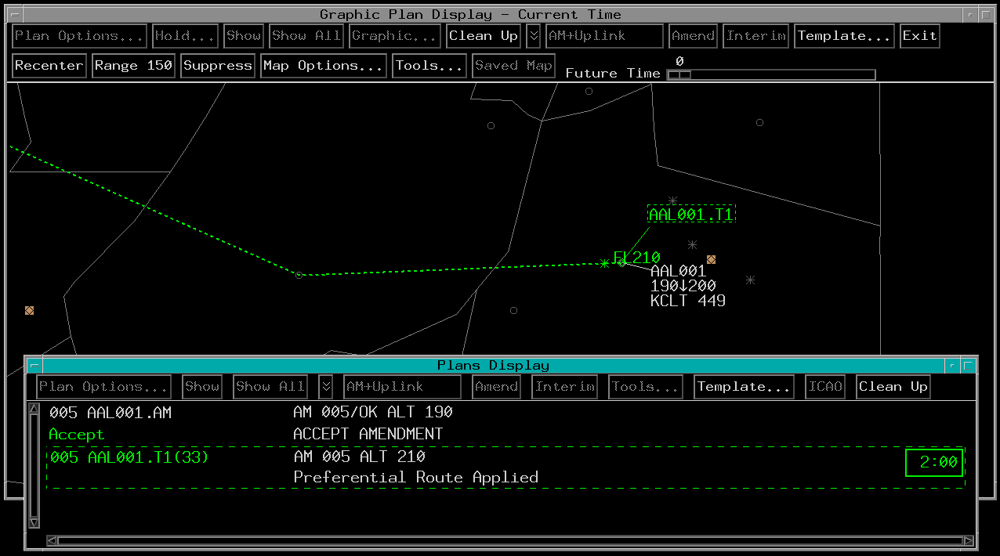 Graphic Plan Display - Current Time
Plan Options... Hold... Show Show All Graphic... Clean Up AM+Uplink Amend Interim Template... Exit
Recenter Range 150 Suppress Map Options... Tools... Saved Map Future Time 0
AAL001.T1
FL210
AAL001
190↓200
KCLT 449
Plans Display
Plan Options... Show Show All AM+Uplink Amend Interim Tools... Template... ICAO Clean Up
005 AAL001.AM AM 005/OK ALT 190
Accept ACCEPT AMENDMENT
005 AAL001.T1(33) AM 005 ALT 210 2:00
Preferential Route Applied